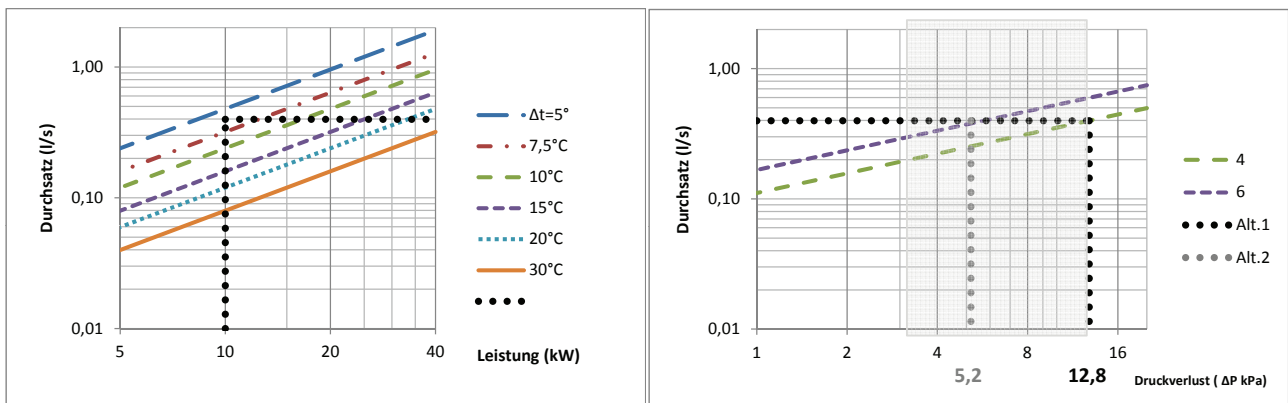 1,00
0,10
0,01
Durchsatz (l/s)
5
10
20
40
Leistung (kW)
Δt=5°
7,5°C
10°C
15°C
20°C
30°C
1,00
0,10
0,01
Durchsatz (l/s)
1
2
4
8
16
5,2
12,8
Druckverlust ( ΔP kPa)
4
6
Alt.1
Alt.2